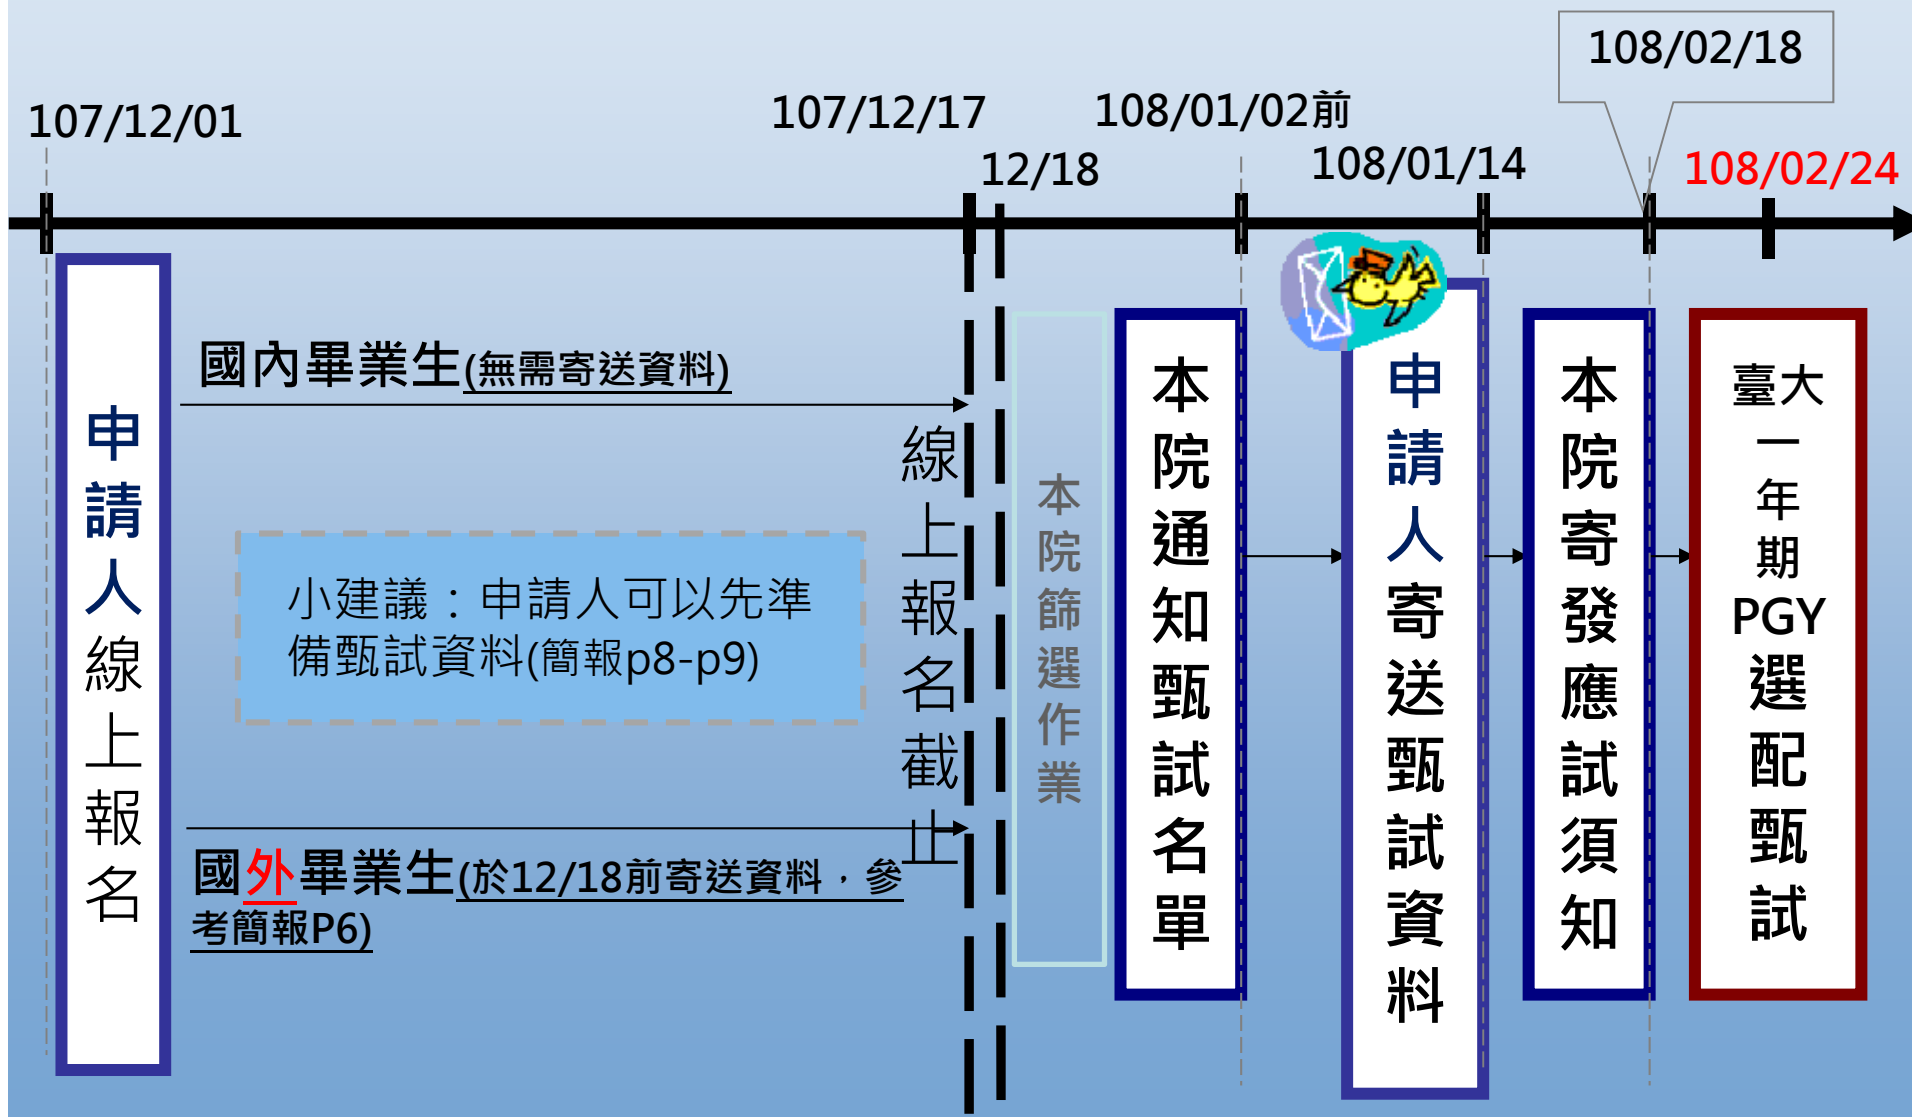 108/02/18
107/12/01
107/12/17
108/01/02前
12/18
108/01/14
108/02/24
申請人線上報名
國內畢業生(無需寄送資料)
小建議：申請人可以先準
備甄試資料(簡報p8-p9)
國外畢業生(於12/18前寄送資料，參
考簡報P6)
線上報名截止
本院篩選作業
本院通知甄試名單
申請人寄送甄試資料
本院寄發應試須知
臺大
一
年
期
PGY
選
配
甄
試